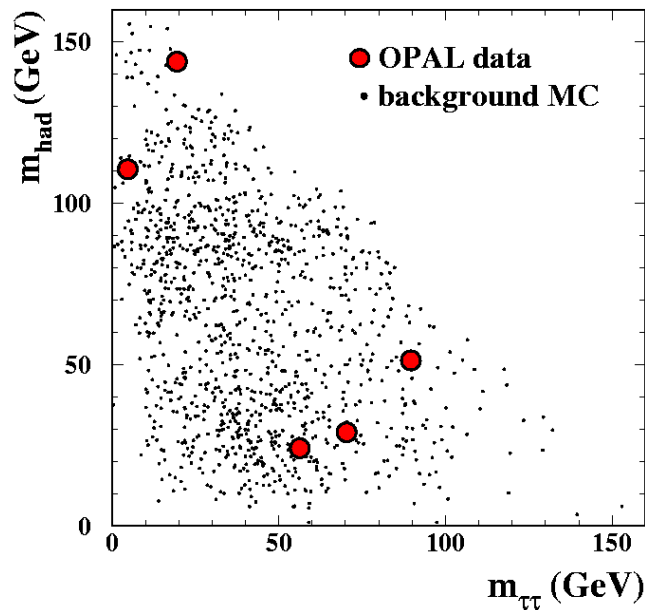 m_had (GeV)
150
100
50
0
OPAL data
background MC
0 50 100 150
m_ττ (GeV)